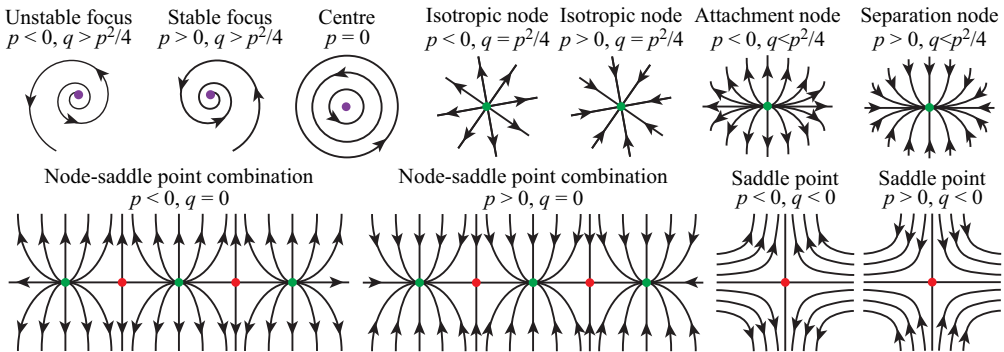 Unstable focus
p < 0, q > p²/4
Stable focus
p > 0, q > p²/4
Centre
p = 0
Isotropic node
p < 0, q = p²/4
Isotropic node
p > 0, q = p²/4
Attachment node
p < 0, q<p²/4
Separation node
p > 0, q<p²/4
Node-saddle point combination
p < 0, q = 0
Node-saddle point combination
p > 0, q = 0
Saddle point
p < 0, q < 0
Saddle point
p > 0, q < 0